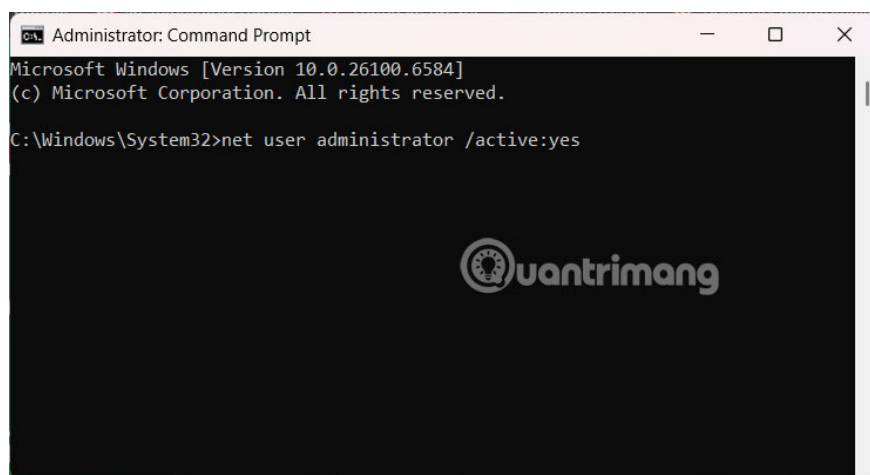 Administrator: Command Prompt
Microsoft Windows [Version 10.0.26100.6584]
(c) Microsoft Corporation. All rights reserved.
C:\Windows\System32>net user administrator /active:yes
Quantrimang